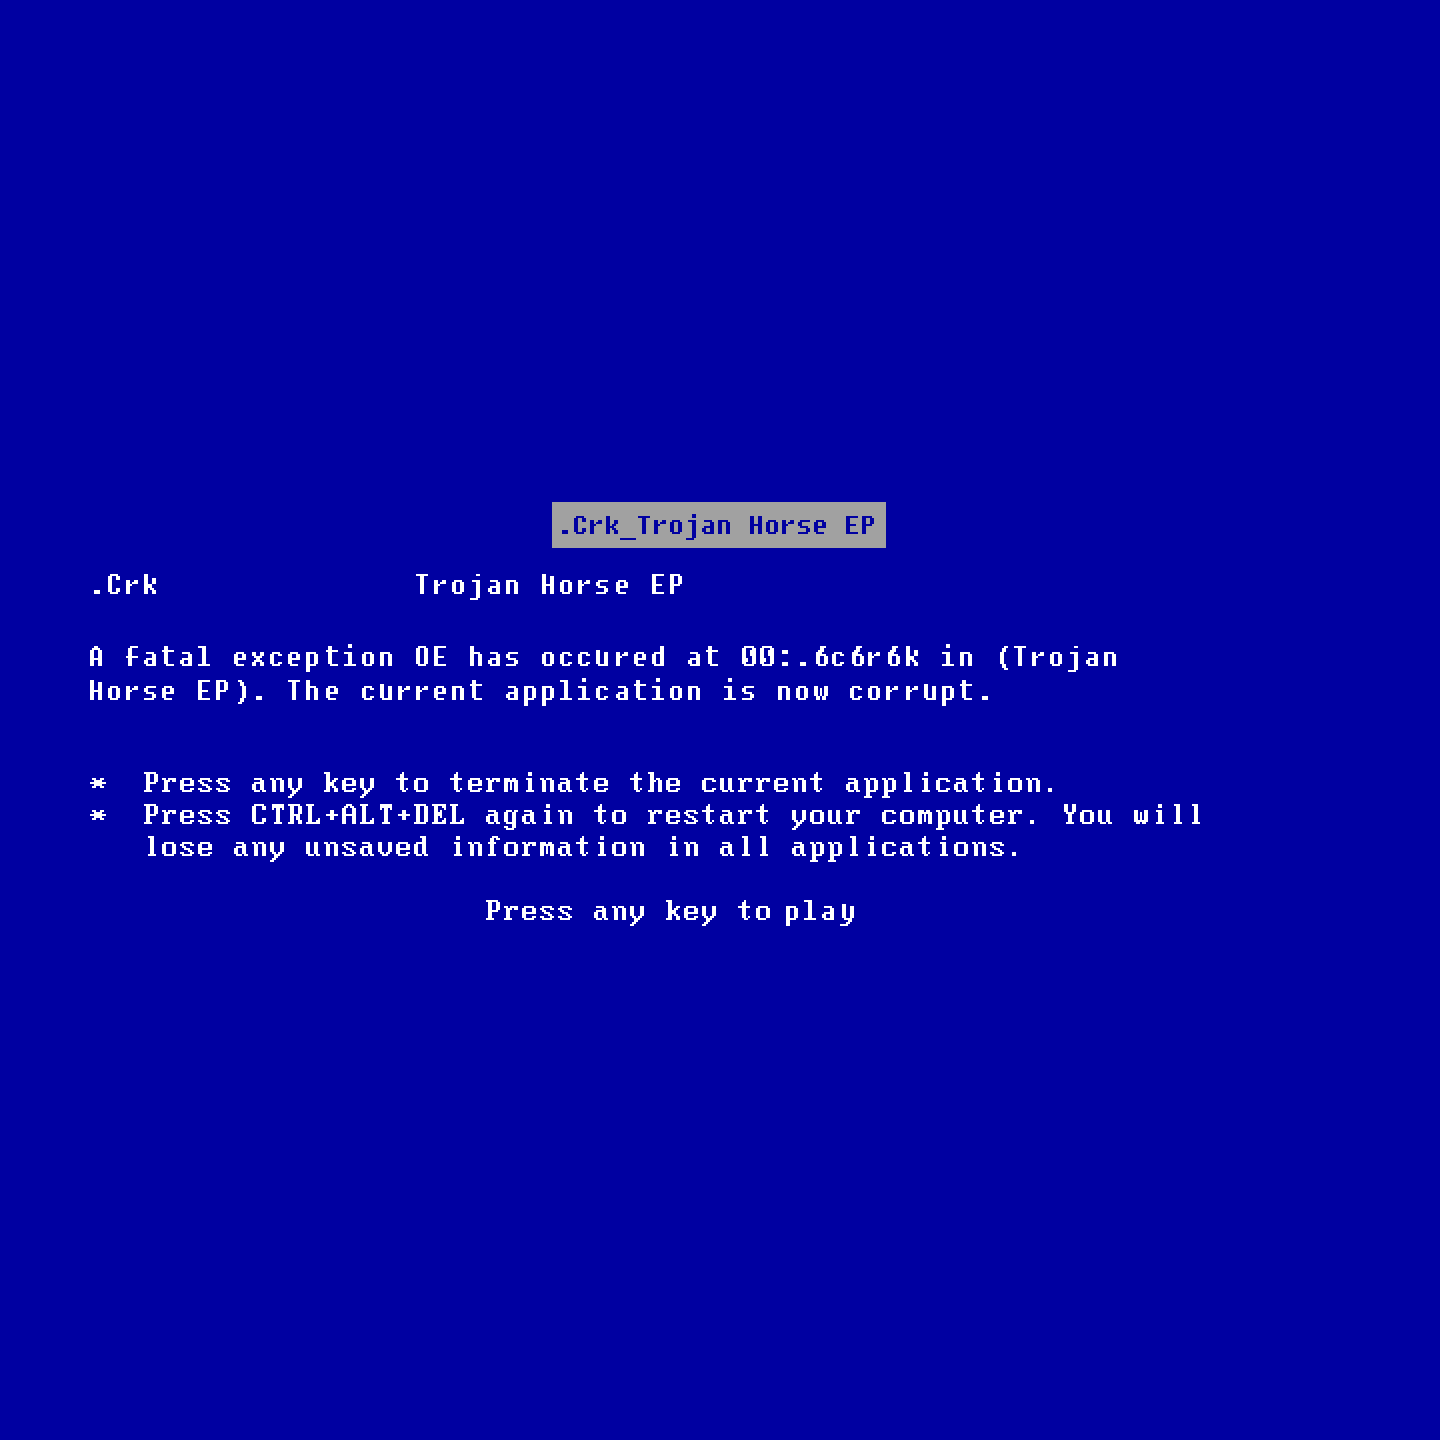 .Crk_Trojan Horse EP
.Crk Trojan Horse EP
A fatal exception OE has occured at 00:.6c6r6k in (Trojan
Horse EP). The current application is now corrupt.
* Press any key to terminate the current application.
* Press CTRL+ALT+DEL again to restart your computer. You will
lose any unsaved information in all applications.
Press any key to play